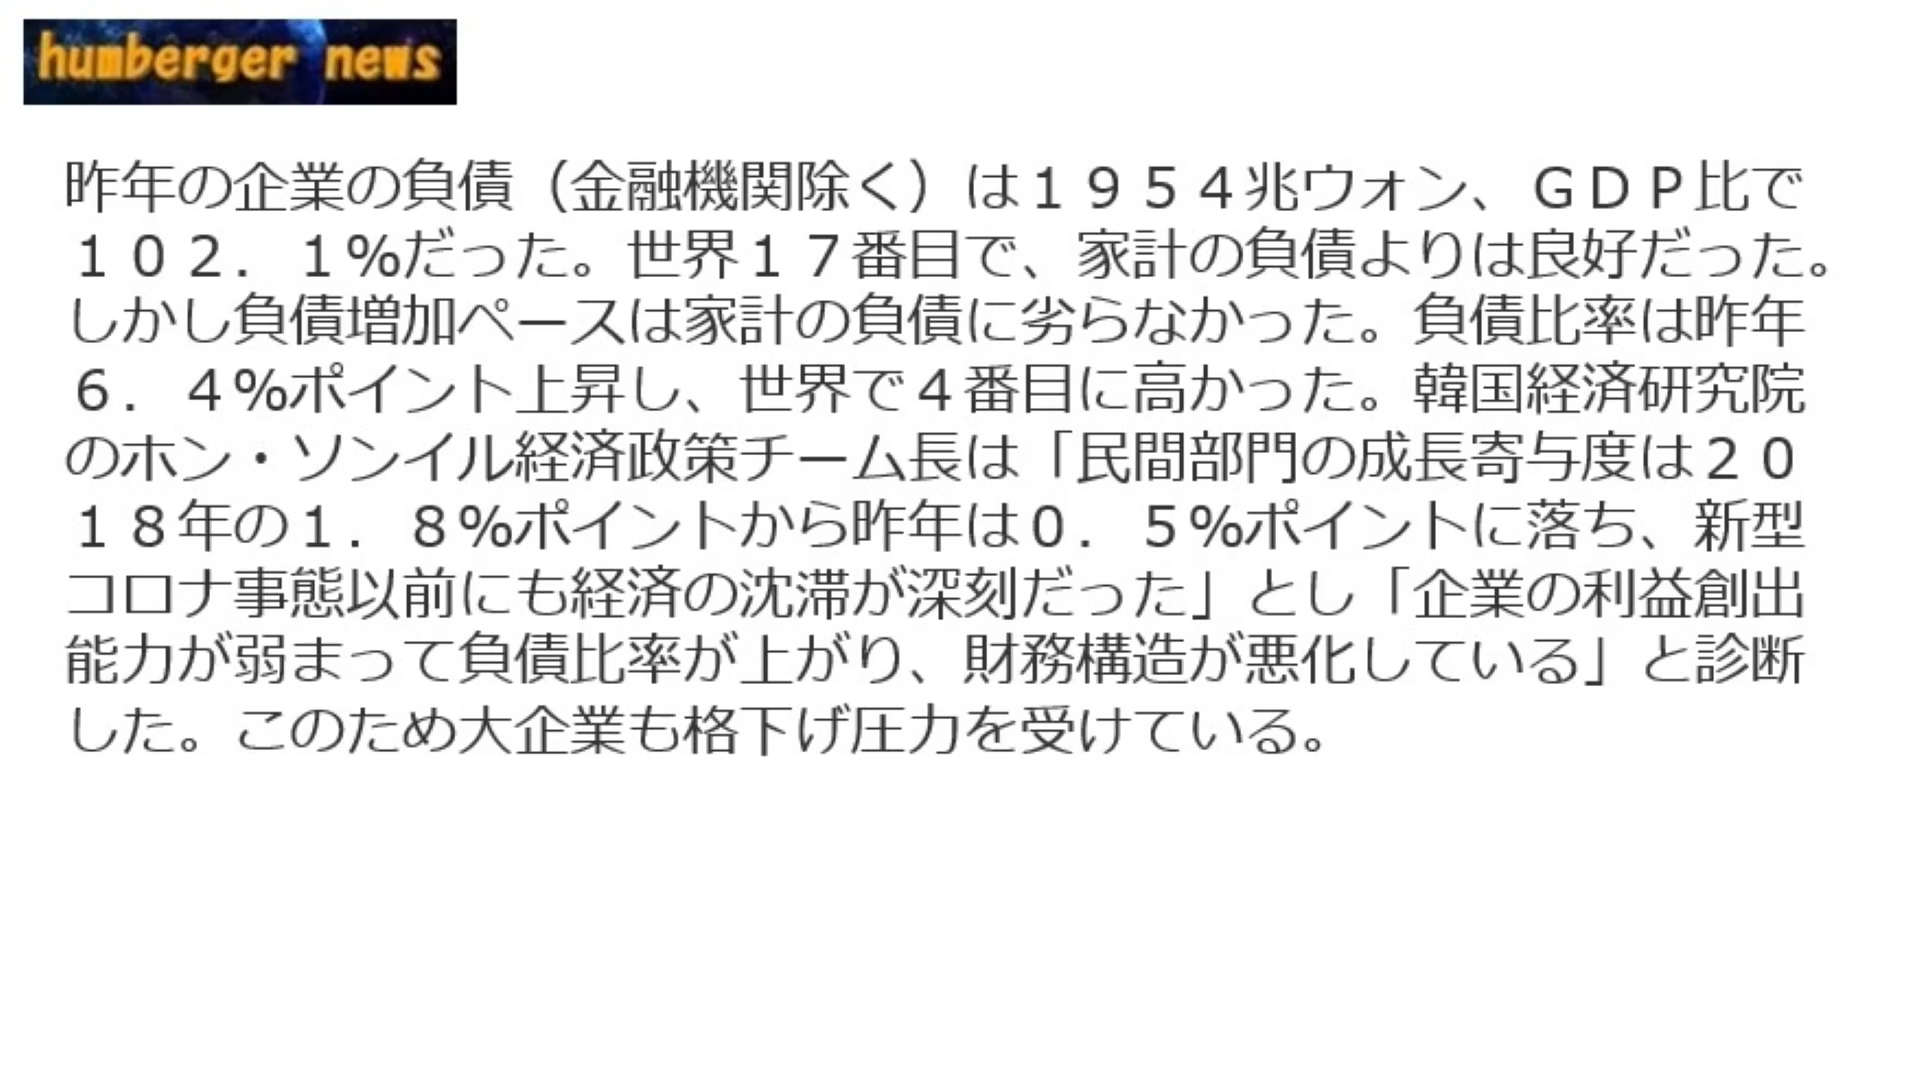 humberger news
昨年の企業の負債（金融機関除く）は１９５４兆ウォン、ＧＤＰ比で
１０２．１%だった。世界１７番目で、家計の負債よりは良好だった。
しかし負債増加ペースは家計の負債に劣らなかった。負債比率は昨年
６．４%ポイント上昇し、世界で４番目に高かった。韓国経済研究院
のホン・ソンイル経済政策チーム長は「民間部門の成長寄与度は２０
１８年の１．８%ポイントから昨年は０．５%ポイントに落ち、新型
コロナ事態以前にも経済の沈滞が深刻だった」とし「企業の利益創出
能力が弱まって負債比率が上がり、財務構造が悪化している」と診断
した。このため大企業も格下げ圧力を受けている。